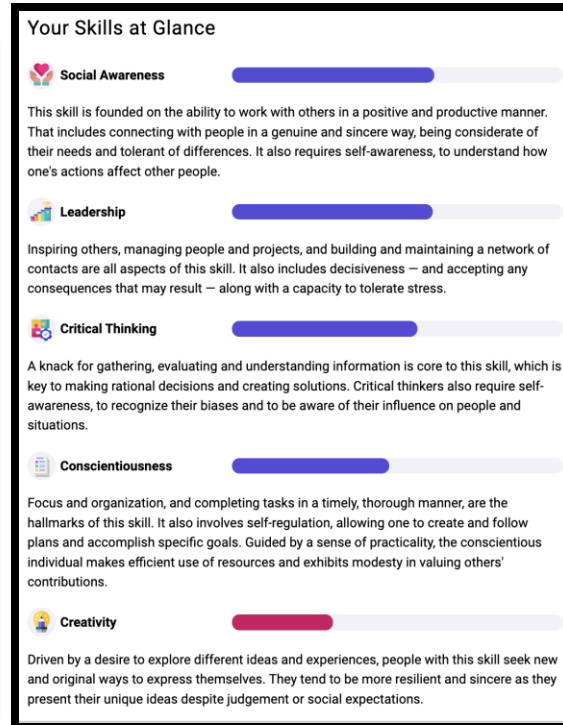 Your Skills at Glance
Social Awareness
This skill is founded on the ability to work with others in a positive and productive manner.
That includes connecting with people in a genuine and sincere way, being considerate of
their needs and tolerant of differences. It also requires self-awareness, to understand how
one's actions affect other people.
Leadership
Inspiring others, managing people and projects, and building and maintaining a network of
contacts are all aspects of this skill. It also includes decisiveness — and accepting any
consequences that may result — along with a capacity to tolerate stress.
Critical Thinking
A knack for gathering, evaluating and understanding information is core to this skill, which is
key to making rational decisions and creating solutions. Critical thinkers also require self-
awareness, to recognize their biases and to be aware of their influence on people and
situations.
Conscientiousness
Focus and organization, and completing tasks in a timely, thorough manner, are the
hallmarks of this skill. It also involves self-regulation, allowing one to create and follow
plans and accomplish specific goals. Guided by a sense of practicality, the conscientious
individual makes efficient use of resources and exhibits modesty in valuing others'
contributions.
Creativity
Driven by a desire to explore different ideas and experiences, people with this skill seek new
and original ways to express themselves. They tend to be more resilient and sincere as they
present their unique ideas despite judgement or social expectations.